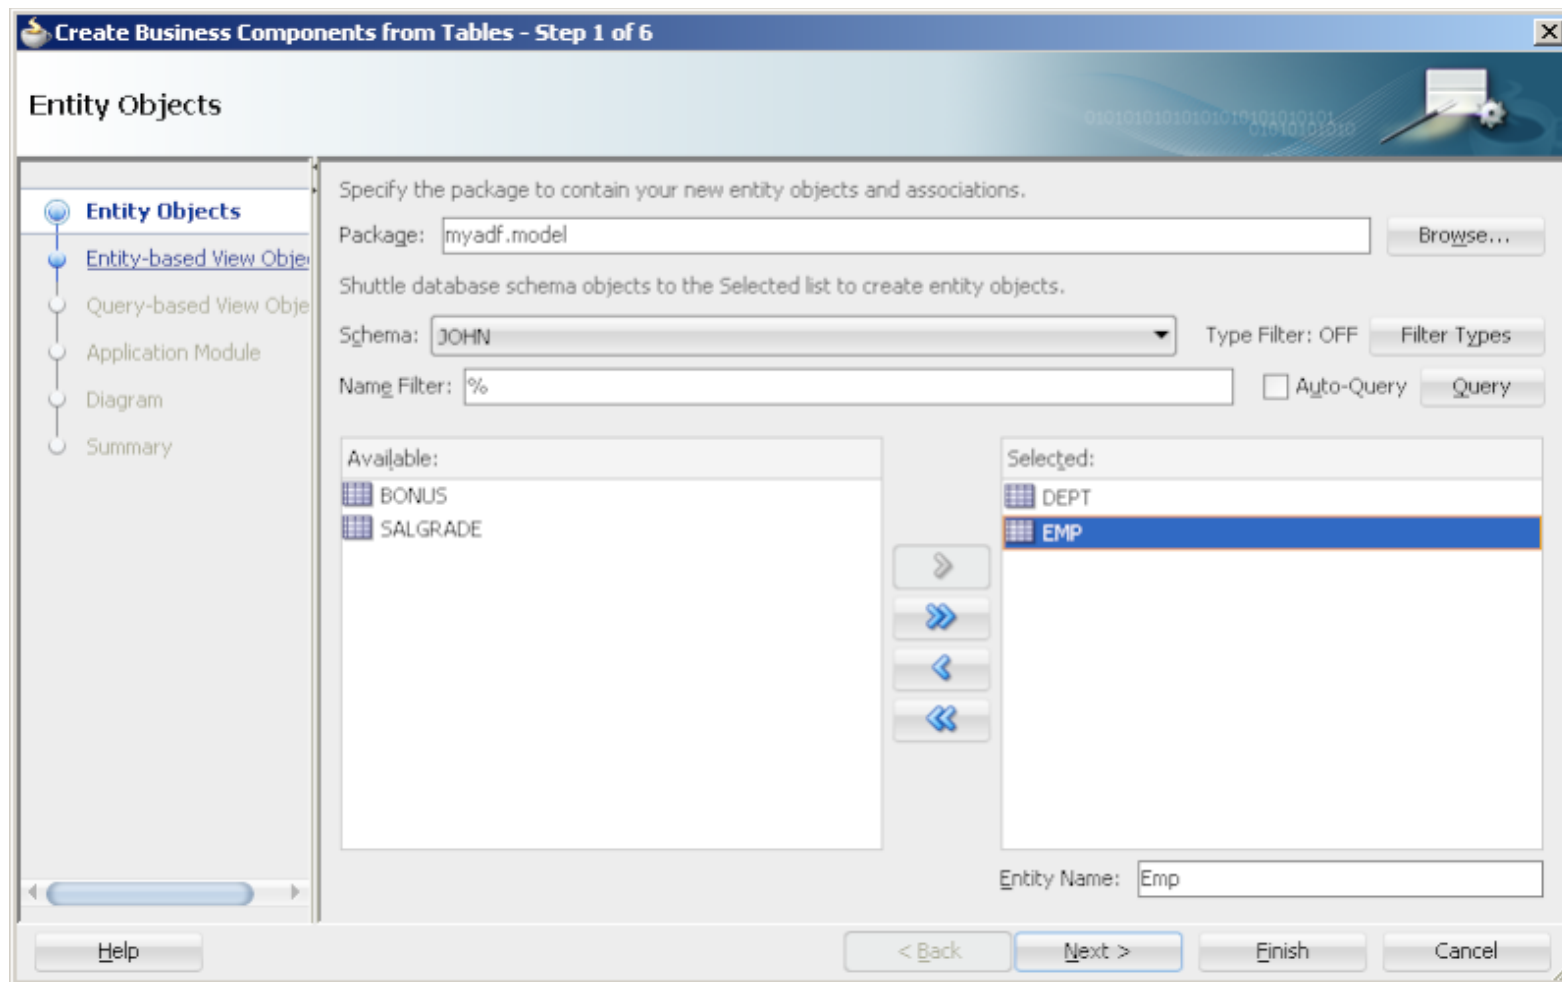 Create Business Components from Tables - Step 1 of 6
Entity Objects
010101010101010101010101010101
01010101010
Entity Objects
Entity-based View Obje
Query-based View Obje
Application Module
Diagram
Summary
Specify the package to contain your new entity objects and associations.
Package: myadf.model Browse...
Shuttle database schema objects to the Selected list to create entity objects.
Schema: JOHN Type Filter: OFF Filter Types
Name Filter: % Auto-Query Query
Available:
BONUS
SALGRADE
Selected:
DEPT
EMP
Entity Name: Emp
Help < Back Next > Finish Cancel